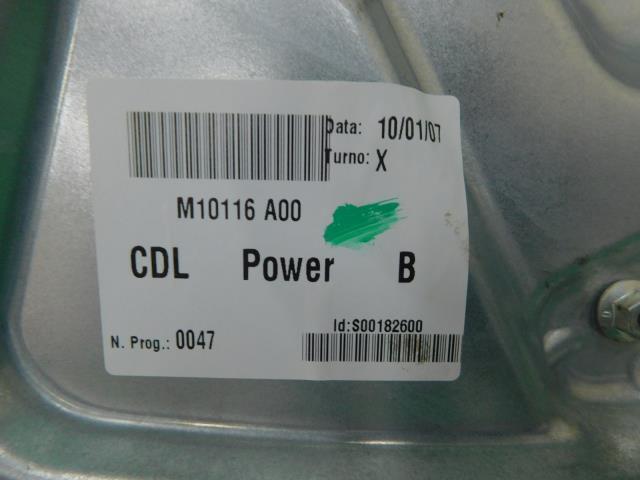 Data: 10/01/07
Turno: X
M10116 A00
CDL Power B
Id:S00182600
N. Prog.: 0047